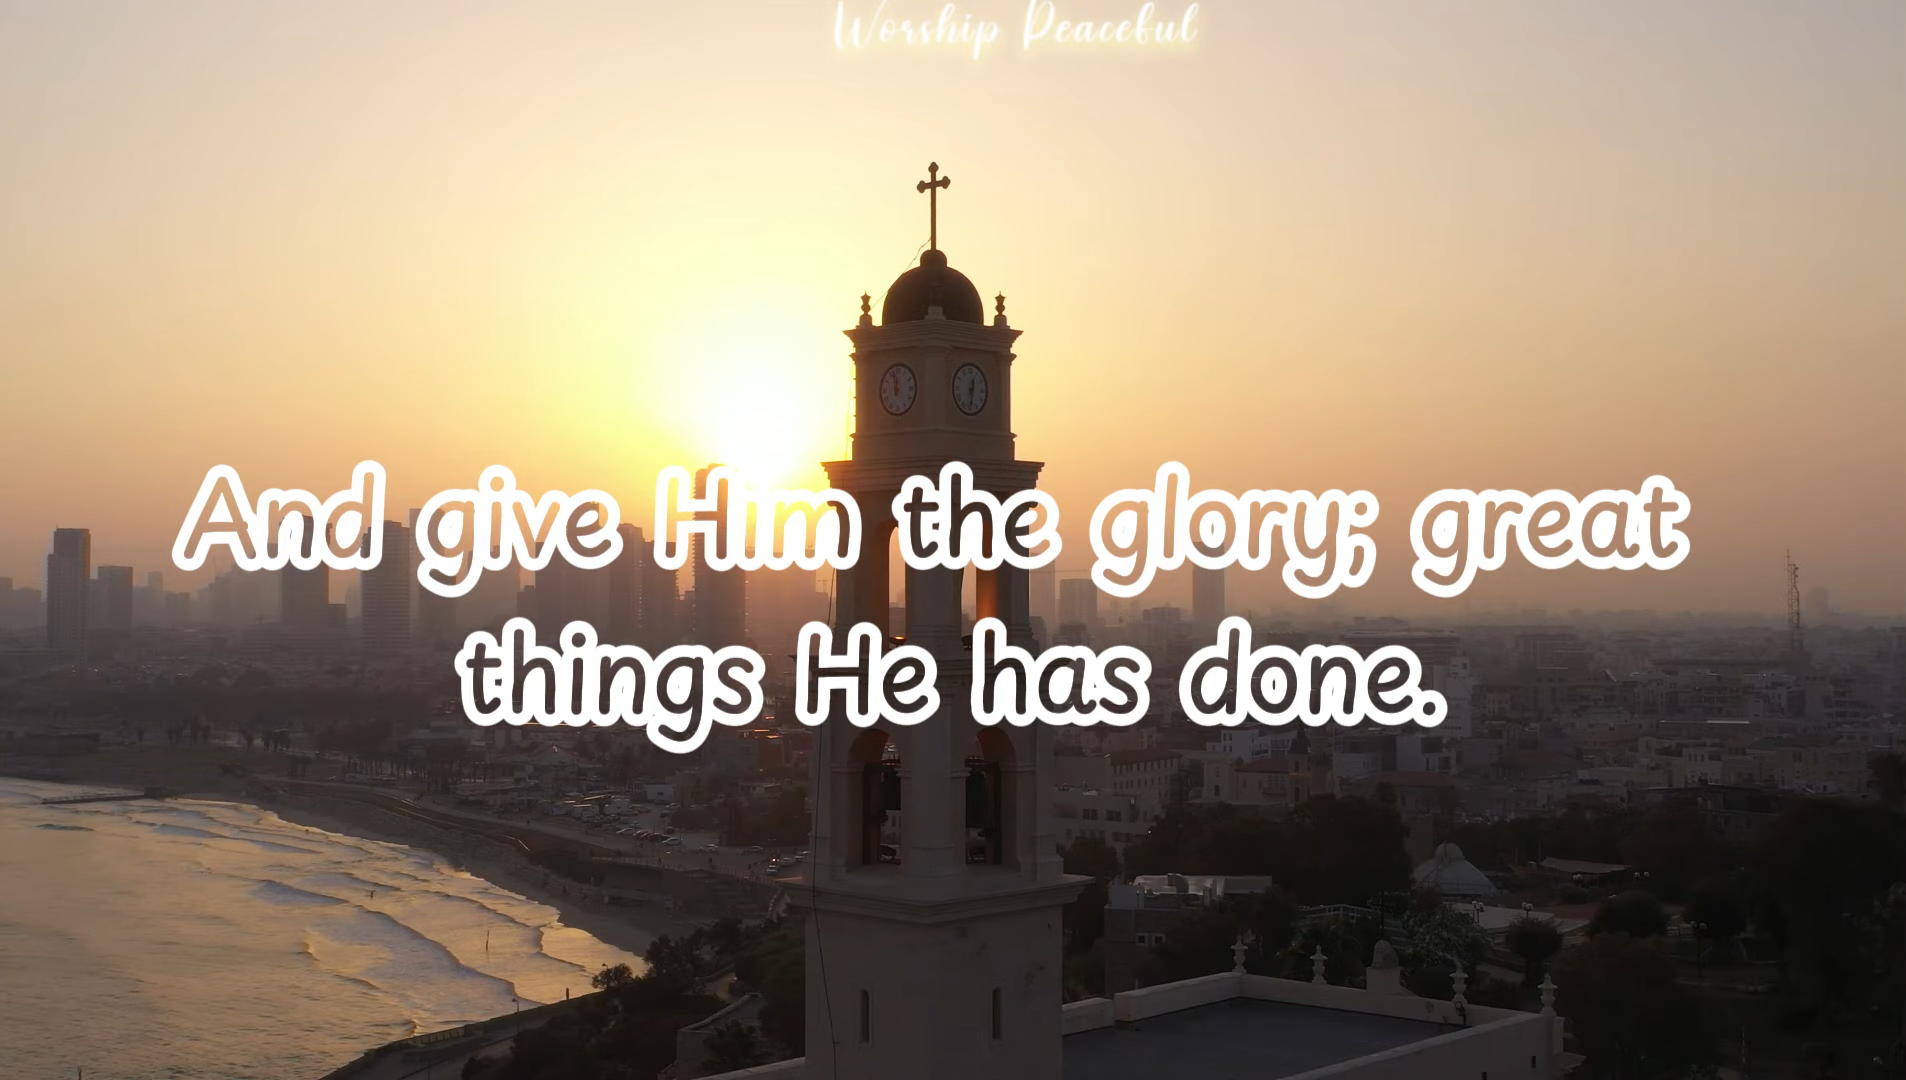 Worship Peaceful
And give Him the glory; great
things He has done.